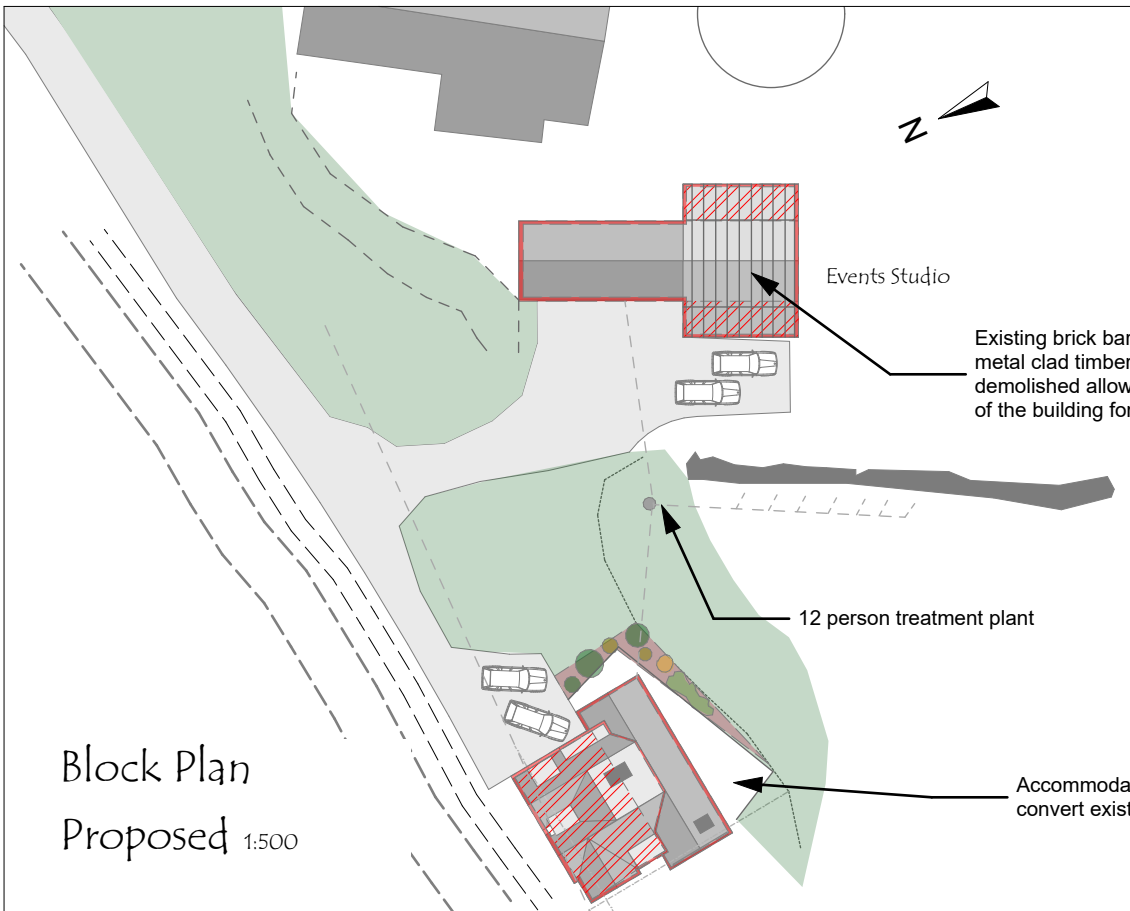 N
Events Studio
Existing brick bar
metal clad timber
demolished allow
of the building for
12 person treatment plant
Accommoda
convert exist
Block Plan
Proposed 1:500